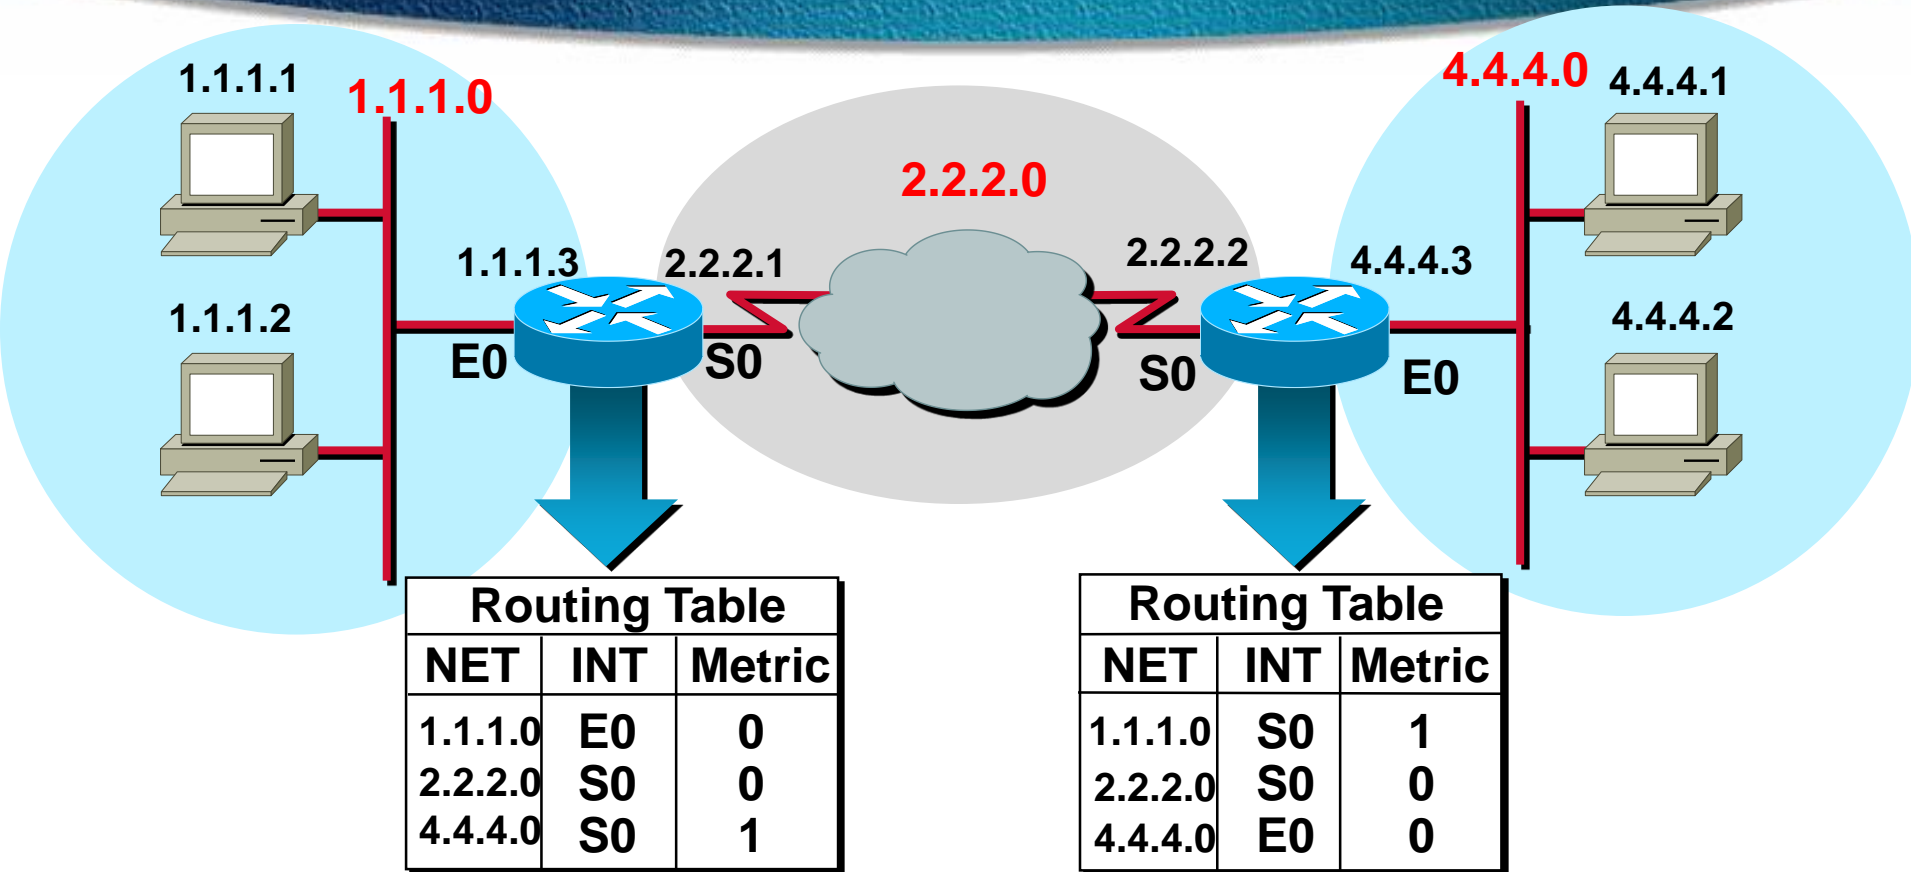 1.1.1.1
1.1.1.0
4.4.4.0
4.4.4.1
2.2.2.0
1.1.1.3
2.2.2.1
2.2.2.2
4.4.4.3
1.1.1.2
4.4.4.2
E0
S0
S0
E0
Routing Table
NET INT Metric
1.1.1.0 E0 0
2.2.2.0 S0 0
4.4.4.0 S0 1
Routing Table
NET INT Metric
1.1.1.0 S0 1
2.2.2.0 S0 0
4.4.4.0 E0 0